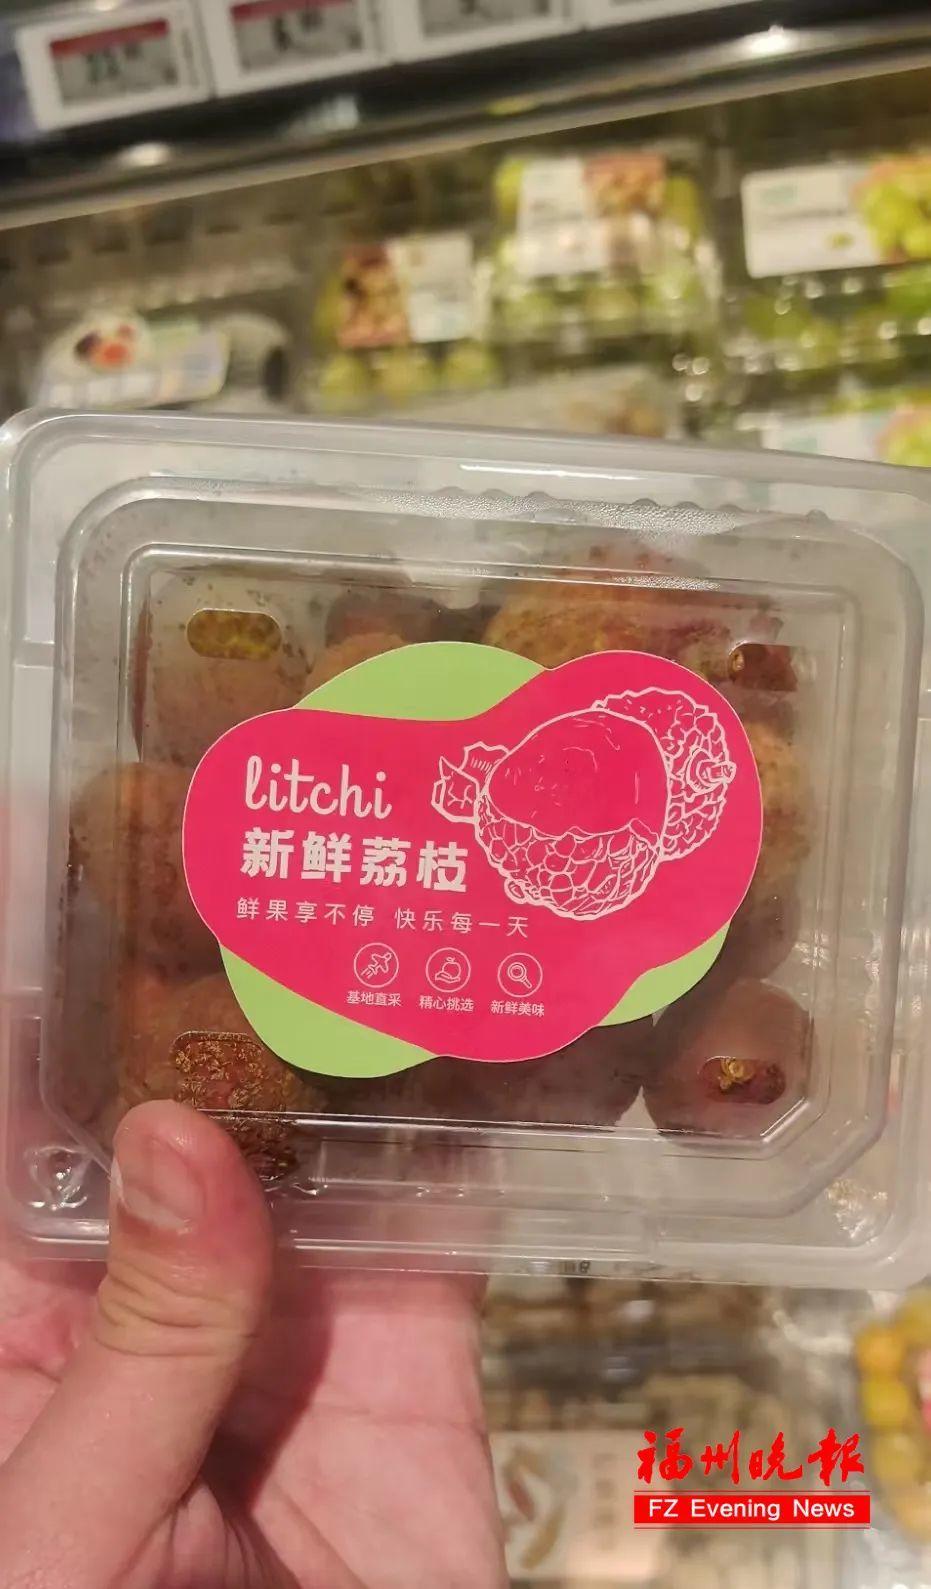 litchi
新鲜荔枝
鲜果享不停 快乐每一天
基地直采 精心挑选 新鲜美味
福州晚报
FZ Evening News